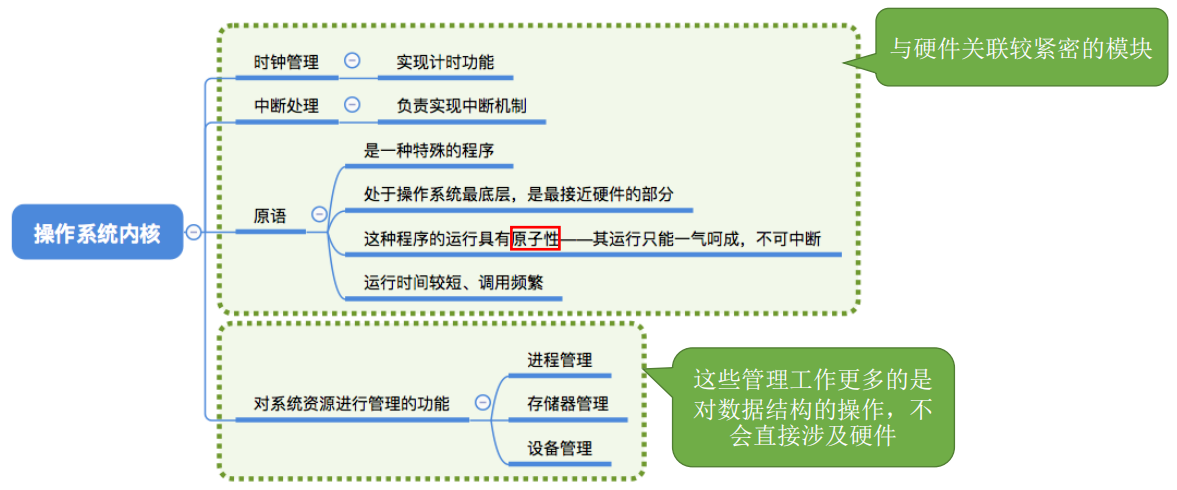 与硬件关联较紧密的模块
时钟管理
实现计时功能
中断处理
负责实现中断机制
是一种特殊的程序
处于操作系统最底层，是最接近硬件的部分
原语
这种程序的运行具有原子性——其运行只能一气呵成，不可中断
运行时间较短、调用频繁
操作系统内核
对系统资源进行管理的功能
进程管理
存储器管理
设备管理
这些管理工作更多的是
对数据结构的操作，不
会直接涉及硬件